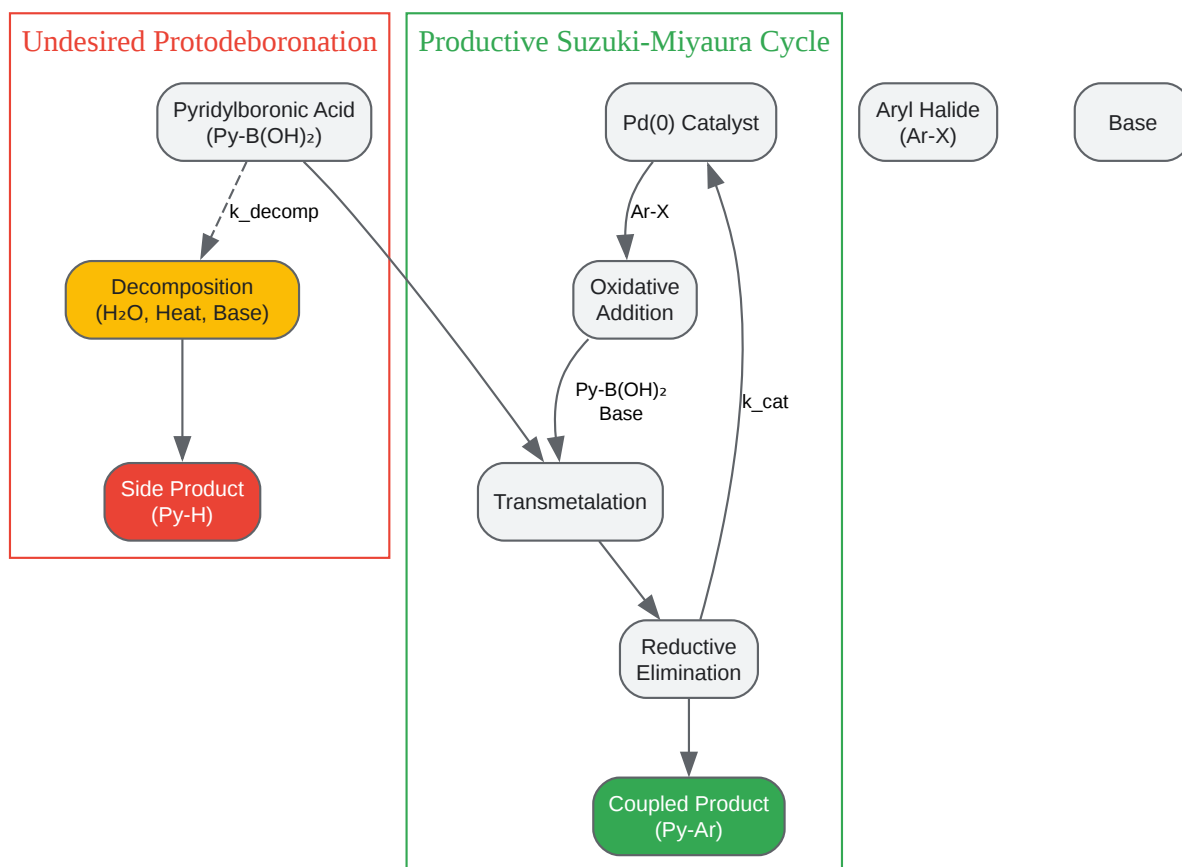 Undesired Protodeboronation
Productive Suzuki-Miyaura Cycle
Pyridylboronic Acid
(Py-B(OH)₂)
Pd(0) Catalyst
Aryl Halide
(Ar-X)
Base
k_decomp
Ar-X
Decomposition
(H₂O, Heat, Base)
Oxidative
Addition
Py-B(OH)₂
Base
k_cat
Side Product
(Py-H)
Transmetalation
Reductive
Elimination
Coupled Product
(Py-Ar)